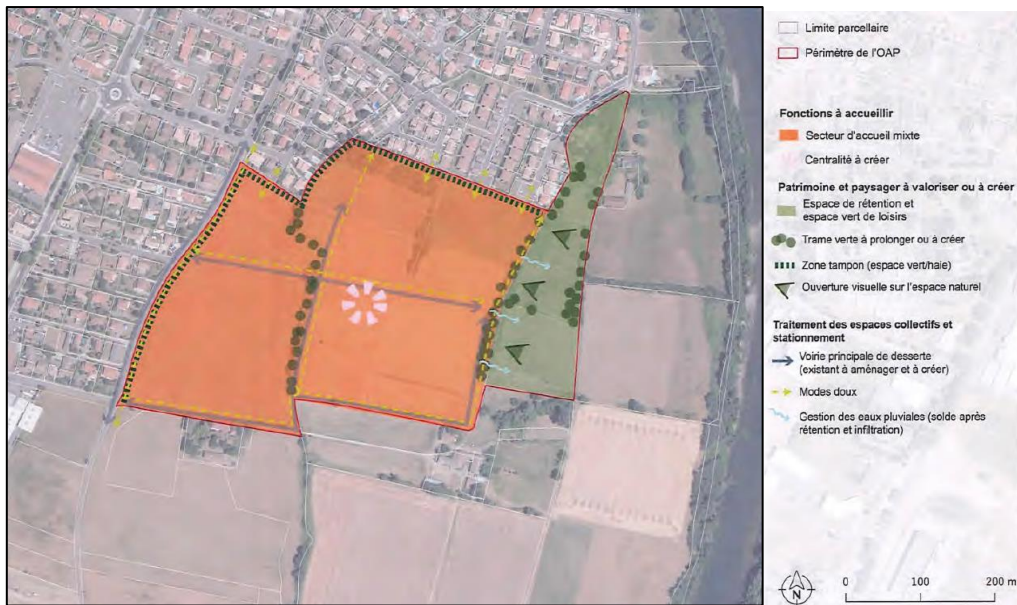 Limite parcellaire
Périmètre de l'OAP
Fonctions à accueillir
Secteur d'accueil mixte
Centralité à créer
Patrimoine et paysager à valoriser ou à créer
Espace de rétention et
espace vert de loisirs
Trame verte à prolonger ou à créer
Zone tampon (espace vert/haie)
Ouverture visuelle sur l'espace naturel
Traitement des espaces collectifs et
stationnement
Voirie principale de desserte
(existant à aménager et à créer)
Modes doux
Gestion des eaux pluviales (solde après
rétention et infiltration)
N
0 100 200 m